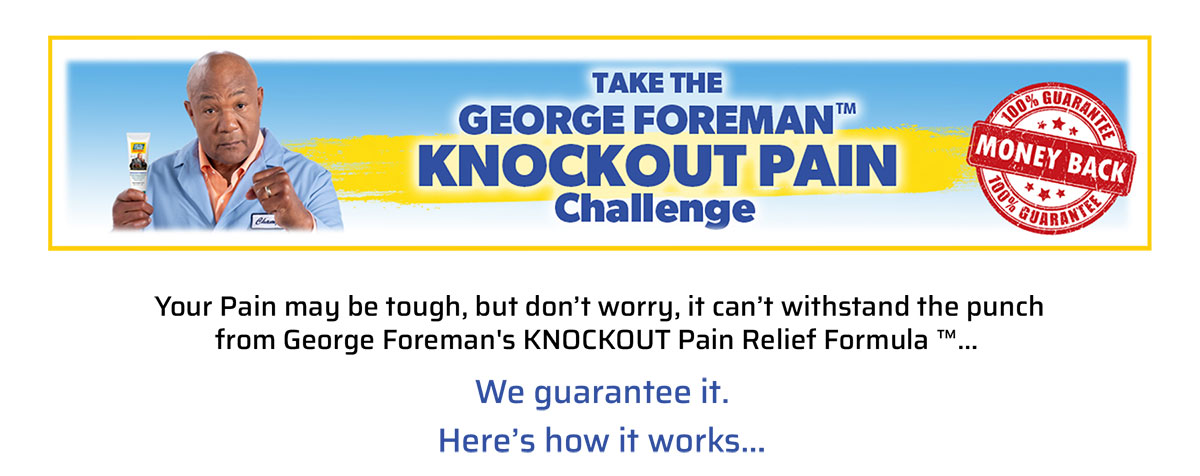 TAKE THE
GEORGE FOREMAN™
KNOCKOUT PAIN
Challenge
100% GUARANTEE
MONEY BACK
100% GUARANTEE
Your Pain may be tough, but don’t worry, it can’t withstand the punch
from George Foreman's KNOCKOUT Pain Relief Formula ™...
We guarantee it.
Here’s how it works...